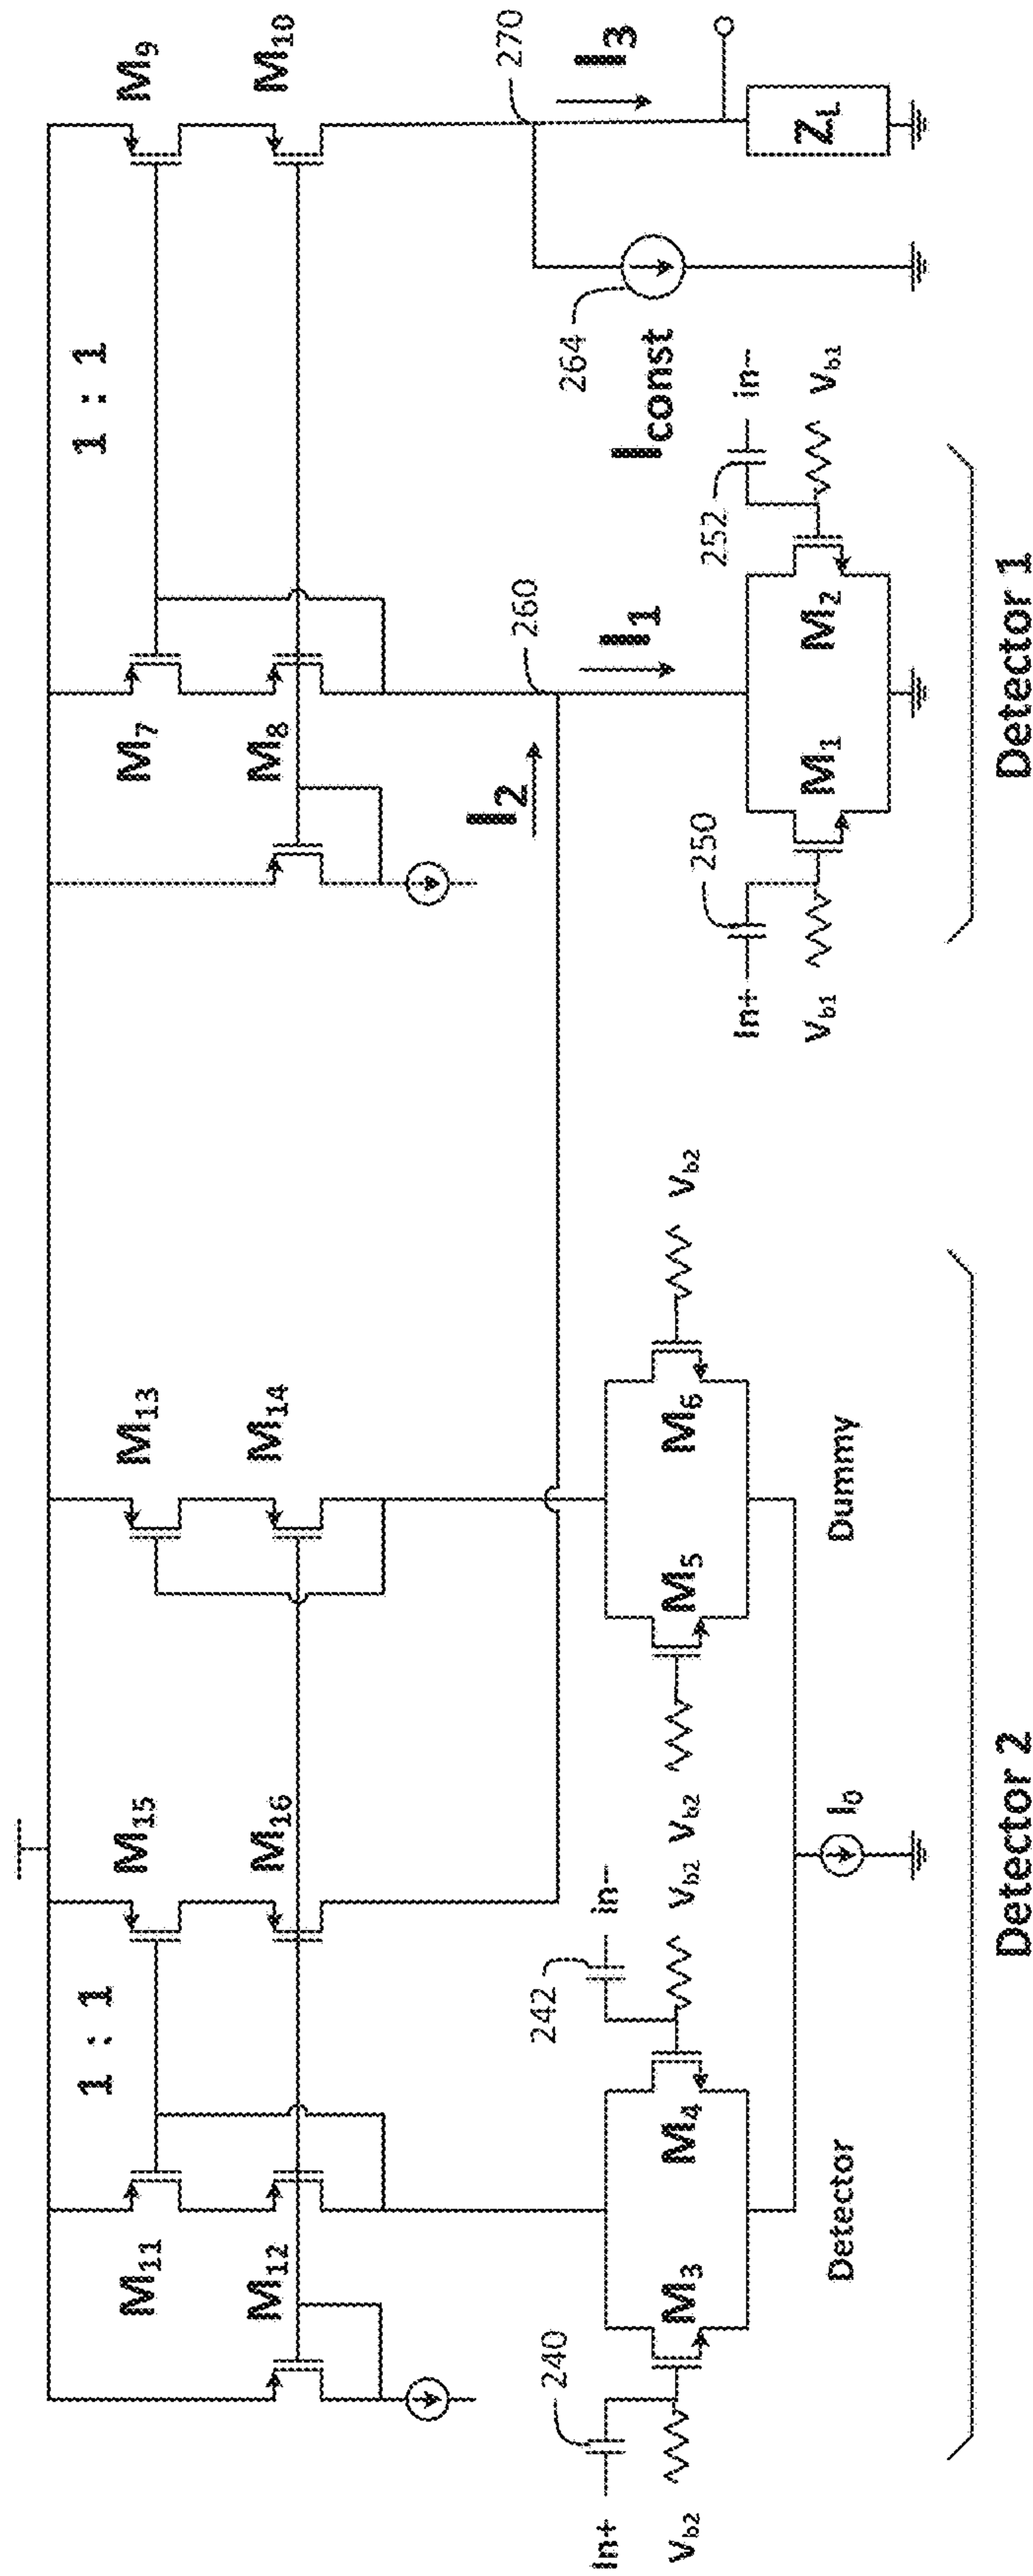 1 : 1
M11
M15
M13
M12
M16
M14
1 : 1
M7
M9
M8
M10
I2
260
I1
270
I3
264
Iconst
ZL
240
In+
Vb2
M3
M4
242
in-
Vb2
Vb2
M5
M6
Vb2
Detector
I0
Dummy
Detector 2
250
In+
Vb1
M1
M2
252
in-
Vb1
Detector 1